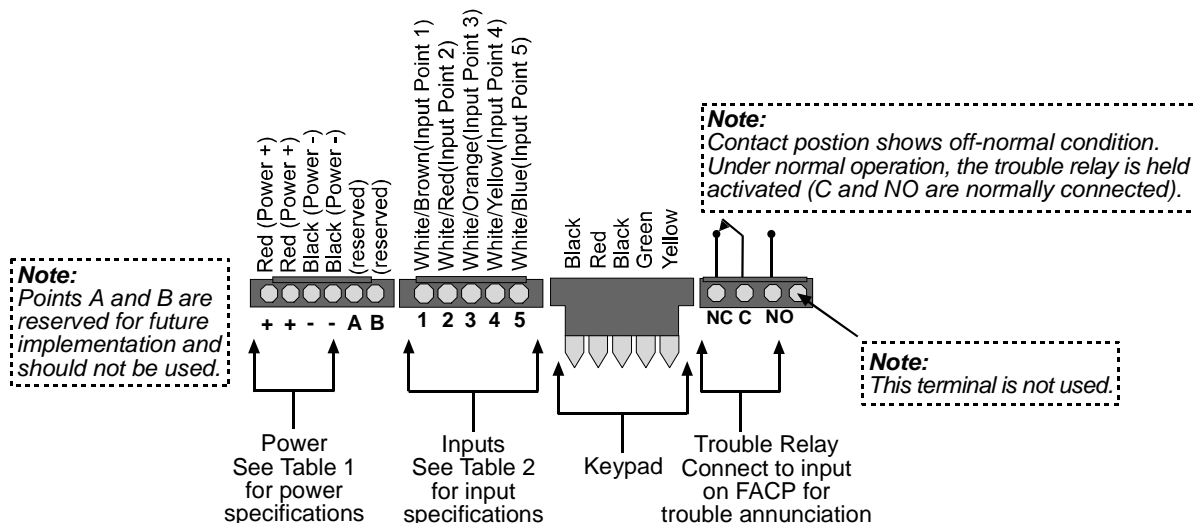 Red (Power +)
Red (Power +)
Black (Power -)
Black (Power -)
(reserved)
(reserved)
White/Brown(Input Point 1)
White/Red(Input Point 2)
White/Orange(Input Point 3)
White/Yellow(Input Point 4)
White/Blue(Input Point 5)
Black
Red
Black
Green
Yellow
Note:
Contact postion shows off-normal condition.
Under normal operation, the trouble relay is held
activated (C and NO are normally connected).
Note:
Points A and B are
reserved for future
implementation and
should not be used.
+ + - - A B
1 2 3 4 5
NC C NO
Note:
This terminal is not used.
Power
See Table 1
for power
specifications
Inputs
See Table 2
for input
specifications
Keypad
Trouble Relay
Connect to input
on FACP for
trouble annunciation